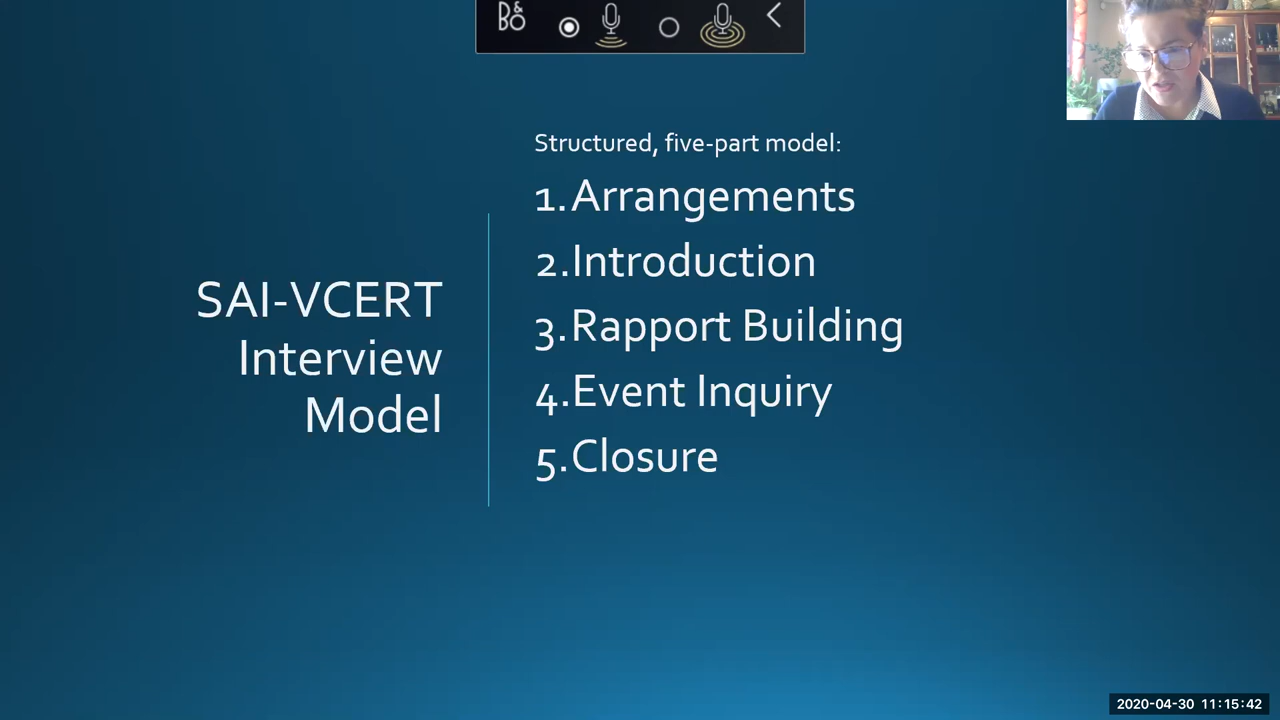 B&O
Structured, five-part model:
1.Arrangements
2.Introduction
3.Rapport Building
4.Event Inquiry
5.Closure
SAI-VCERT
Interview
Model
2020-04-30 11:15:42